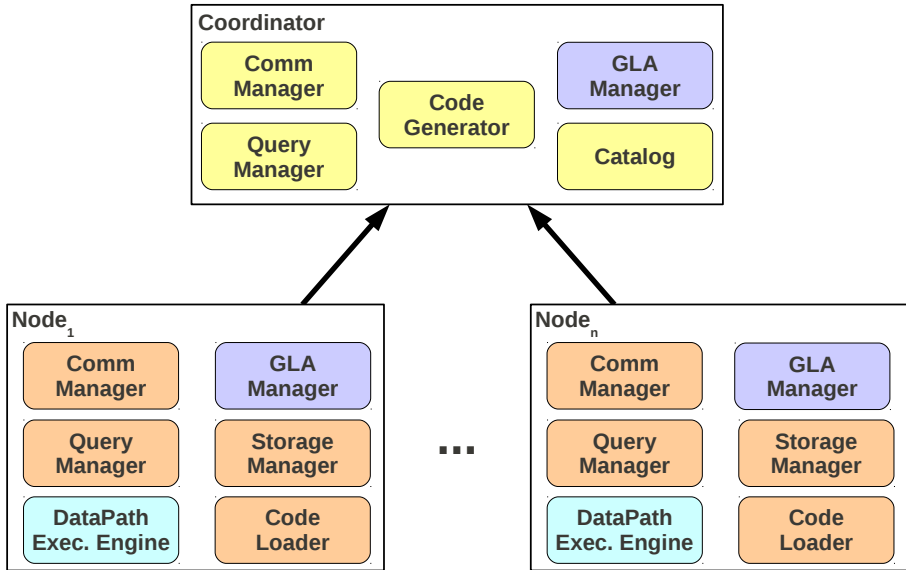 Coordinator
Comm
Manager
GLA
Manager
Code
Generator
Query
Manager
Catalog
Node1
Comm
Manager
GLA
Manager
Query
Manager
Storage
Manager
DataPath
Exec. Engine
Code
Loader
...
Noden
Comm
Manager
GLA
Manager
Query
Manager
Storage
Manager
DataPath
Exec. Engine
Code
Loader